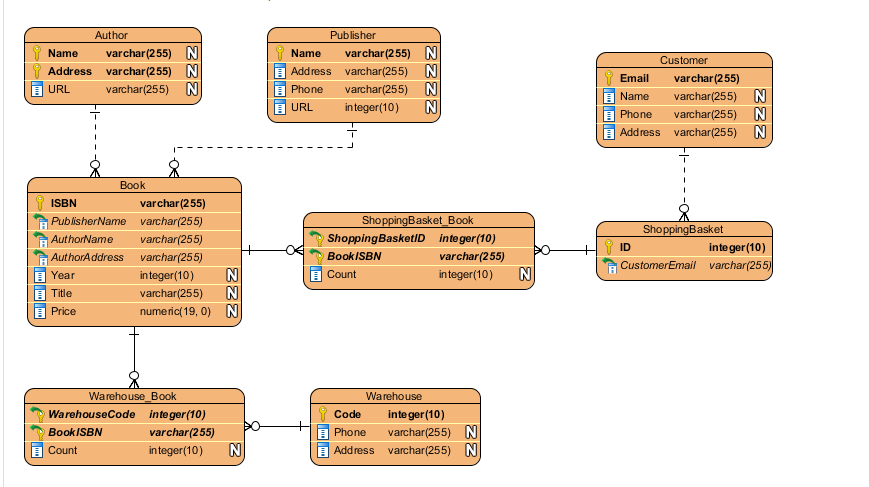 Author
Name varchar(255) N
Address varchar(255) N
URL varchar(255) N
Publisher
Name varchar(255) N
Address varchar(255) N
Phone varchar(255) N
URL integer(10) N
Customer
Email varchar(255)
Name varchar(255) N
Phone varchar(255) N
Address varchar(255) N
Book
ISBN varchar(255)
PublisherName varchar(255)
AuthorName varchar(255)
AuthorAddress varchar(255)
Year integer(10) N
Title varchar(255) N
Price numeric(19, 0) N
ShoppingBasket_Book
ShoppingBasketID integer(10)
BookISBN varchar(255)
Count integer(10) N
ShoppingBasket
ID integer(10)
CustomerEmail varchar(255)
Warehouse_Book
WarehouseCode integer(10)
BookISBN varchar(255)
Count integer(10) N
Warehouse
Code integer(10)
Phone varchar(255) N
Address varchar(255) N